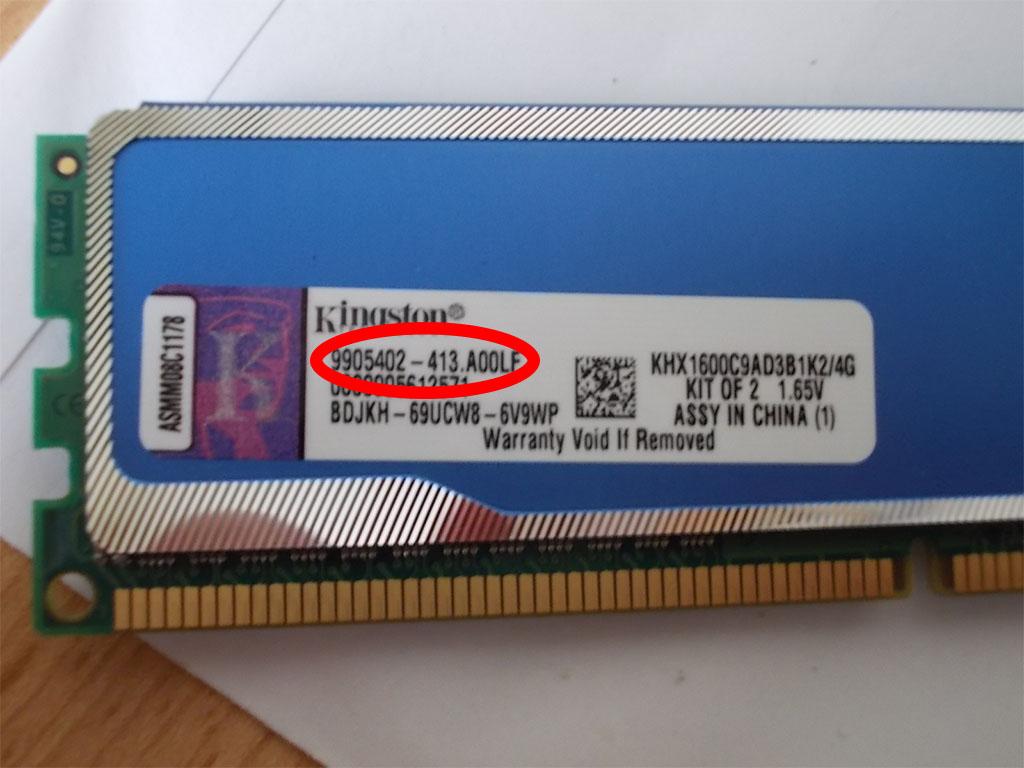 94V-0
ASMM08C1178
Kingston®
9905402-413.A00LF
BDJKH-69UCW8-6V9WP
KHX1600C9AD3B1K2/4G
KIT OF 2 1.65V
ASSY IN CHINA (1)
Warranty Void If Removed